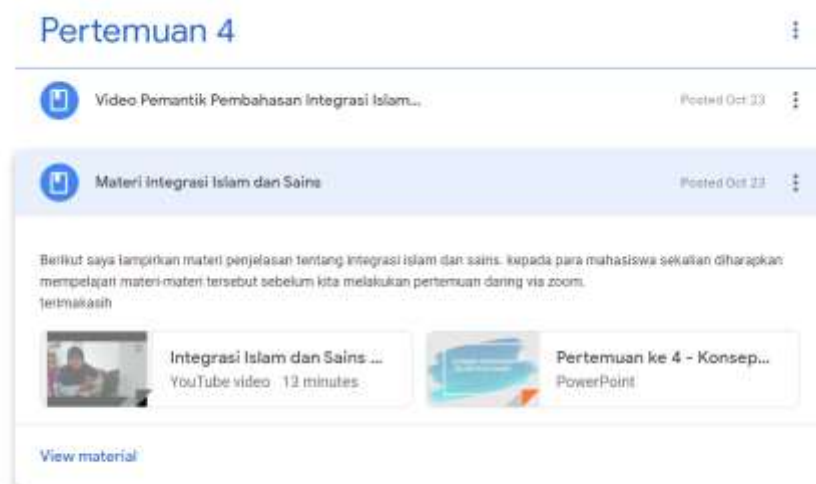 Pertemuan 4
Video Pemantik Pembahasan Integrasi Islam...
Posted Oct 23
Materi Integrasi Islam dan Sains
Posted Oct 23
Berikut saya lampirkan materi penjelasan tentang integrasi islam dan sains. kepada para mahasiswa sekalian diharapkan
mempelajari materi-materi tersebut sebelum kita melakukan pertemuan daring via zoom.
terimakasih
Integrasi Islam dan Sains ...
YouTube video 13 minutes
Pertemuan ke 4 - Konsep...
PowerPoint
View material